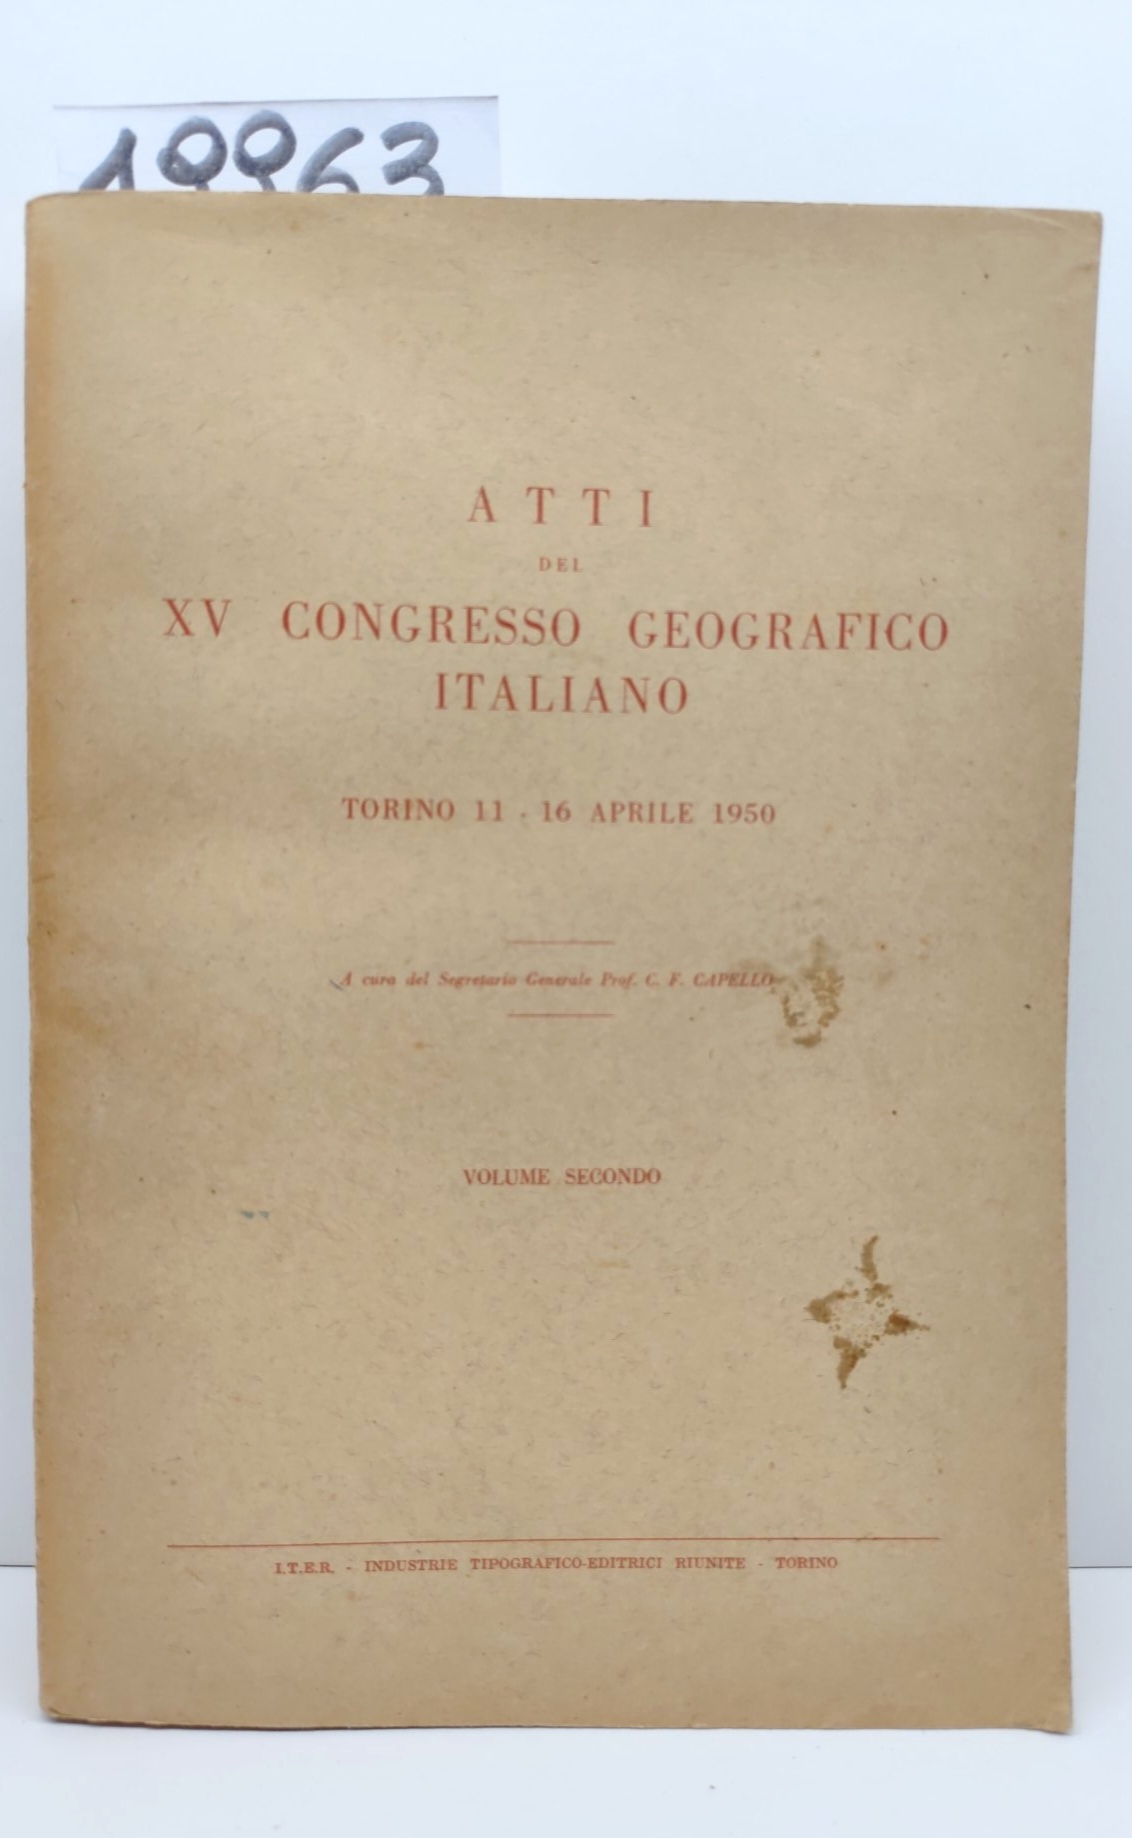 19963
ATTI
DEL
XV CONGRESSO GEOGRAFICO
ITALIANO
TORINO 11 - 16 APRILE 1950
A cura del Segretario Generale Prof. C. F. CAPELLO
VOLUME SECONDO
I.T.E.R. - INDUSTRIE TIPOGRAFICO-EDITRICI RIUNITE - TORINO